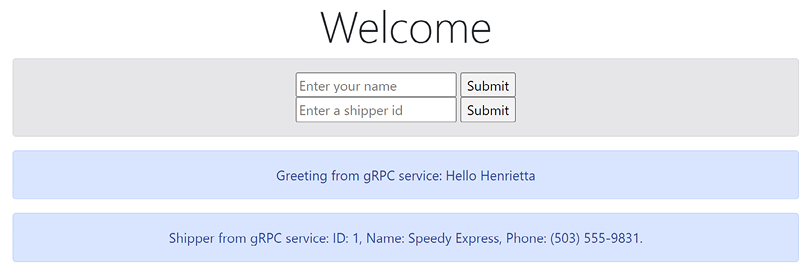 Welcome
Enter your name Submit
Enter a shipper id Submit
Greeting from gRPC service: Hello Henrietta
Shipper from gRPC service: ID: 1, Name: Speedy Express, Phone: (503) 555-9831.